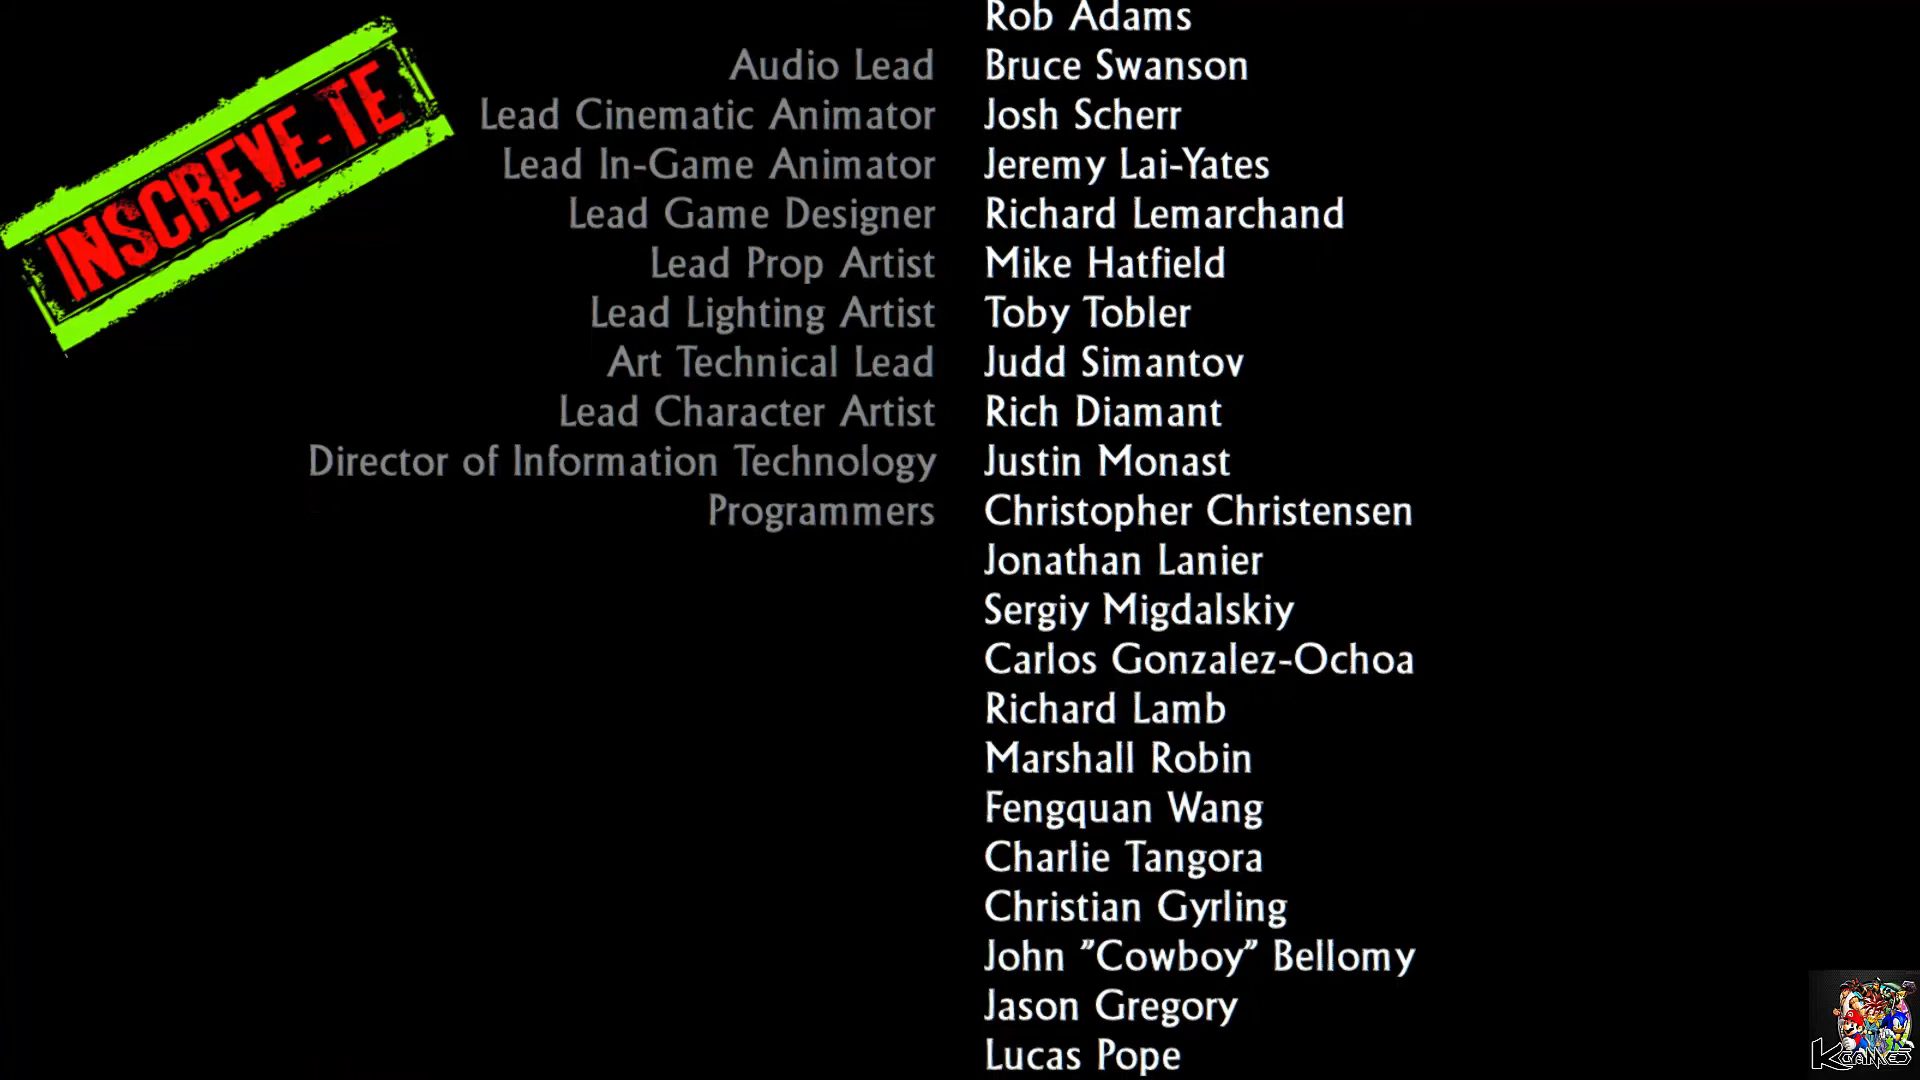 Rob Adams
INSCREVE-TE
Audio Lead Bruce Swanson
Lead Cinematic Animator Josh Scherr
Lead In-Game Animator Jeremy Lai-Yates
Lead Game Designer Richard Lemarchand
Lead Prop Artist Mike Hatfield
Lead Lighting Artist Toby Tobler
Art Technical Lead Judd Simantov
Lead Character Artist Rich Diamant
Director of Information Technology Justin Monast
Programmers Christopher Christensen
Jonathan Lanier
Sergiy Migdalskiy
Carlos Gonzalez-Ochoa
Richard Lamb
Marshall Robin
Fengquan Wang
Charlie Tangora
Christian Gyrling
John ”Cowboy” Bellomy
Jason Gregory
Lucas Pope
KGAMES